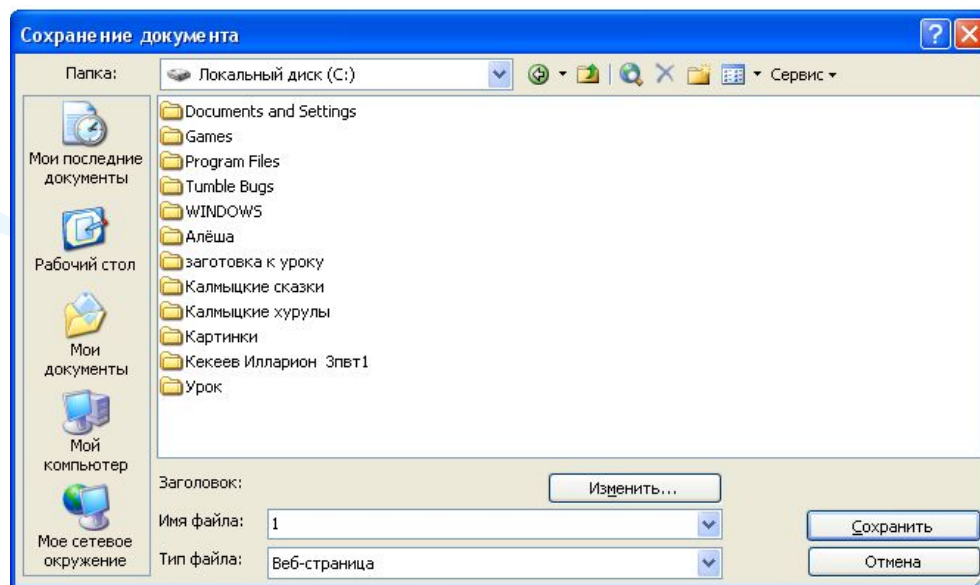 Сохранение документа
Папка:
Локальный диск (C:)
Сервис
Мои последние
документы
Рабочий стол
Мои
документы
Мой
компьютер
Мое сетевое
окружение
Documents and Settings
Games
Program Files
Tumble Bugs
WINDOWS
Алёша
заготовка к уроку
Калмыцкие сказки
Калмыцкие хурулы
Картинки
Кекеев Илларион 3пвт1
Урок
Заголовок:
Изменить...
Имя файла:
1
Сохранить
Тип файла:
Веб-страница
Отмена